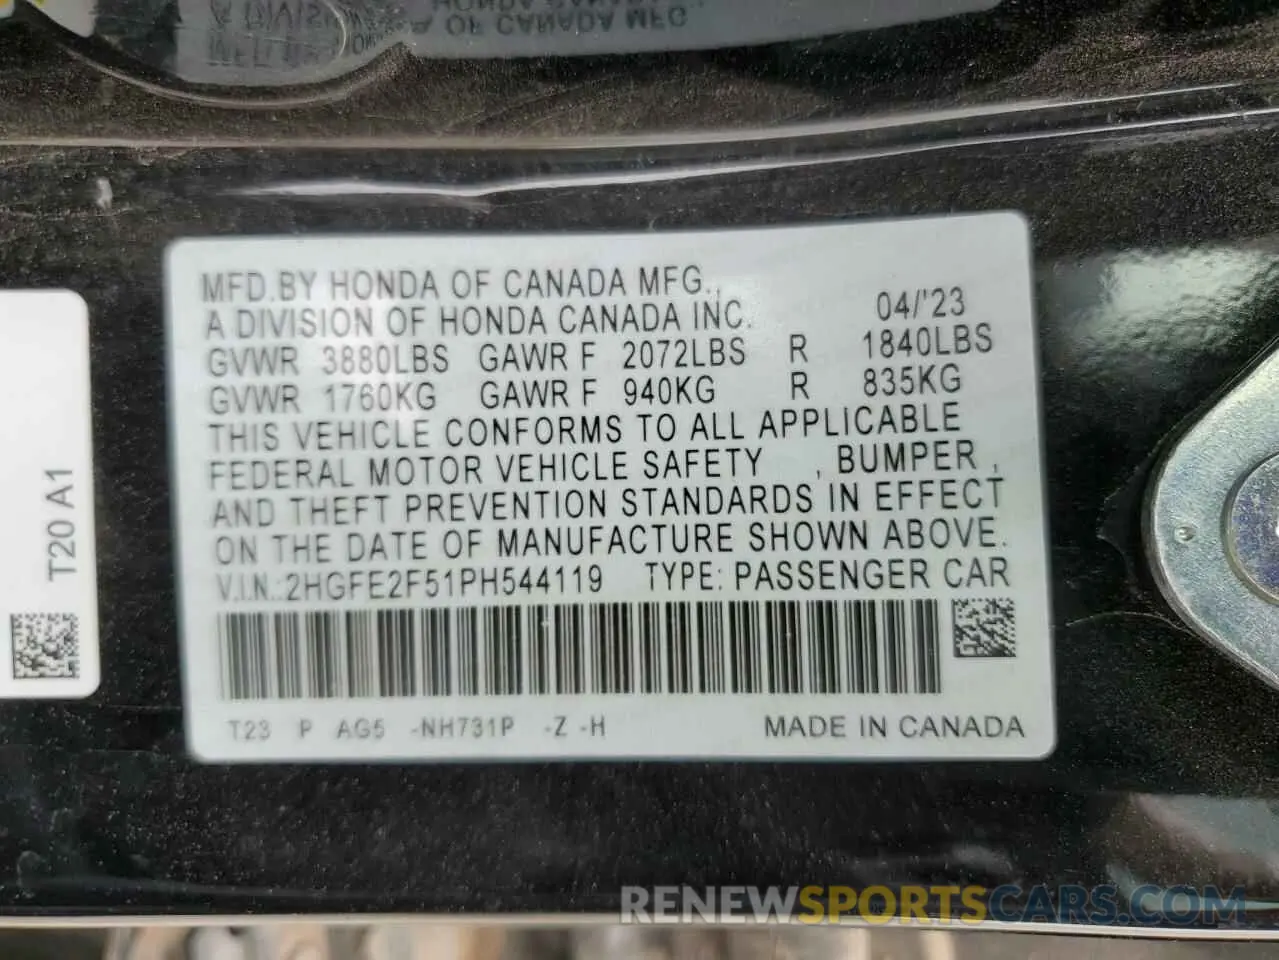 MFD.BY HONDA OF CANADA MFG.,
A DIVISION OF HONDA CANADA INC. 04/'23
GVWR 3880LBS GAWR F 2072LBS R 1840LBS
GVWR 1760KG GAWR F 940KG R 835KG
THIS VEHICLE CONFORMS TO ALL APPLICABLE
FEDERAL MOTOR VEHICLE SAFETY , BUMPER ,
AND THEFT PREVENTION STANDARDS IN EFFECT
ON THE DATE OF MANUFACTURE SHOWN ABOVE.
V.I.N.:2HGFE2F51PH544119 TYPE: PASSENGER CAR
T23 P AG5 -NH731P -Z -H MADE IN CANADA
T20 A1
RENEWSPORTSCARS.COM